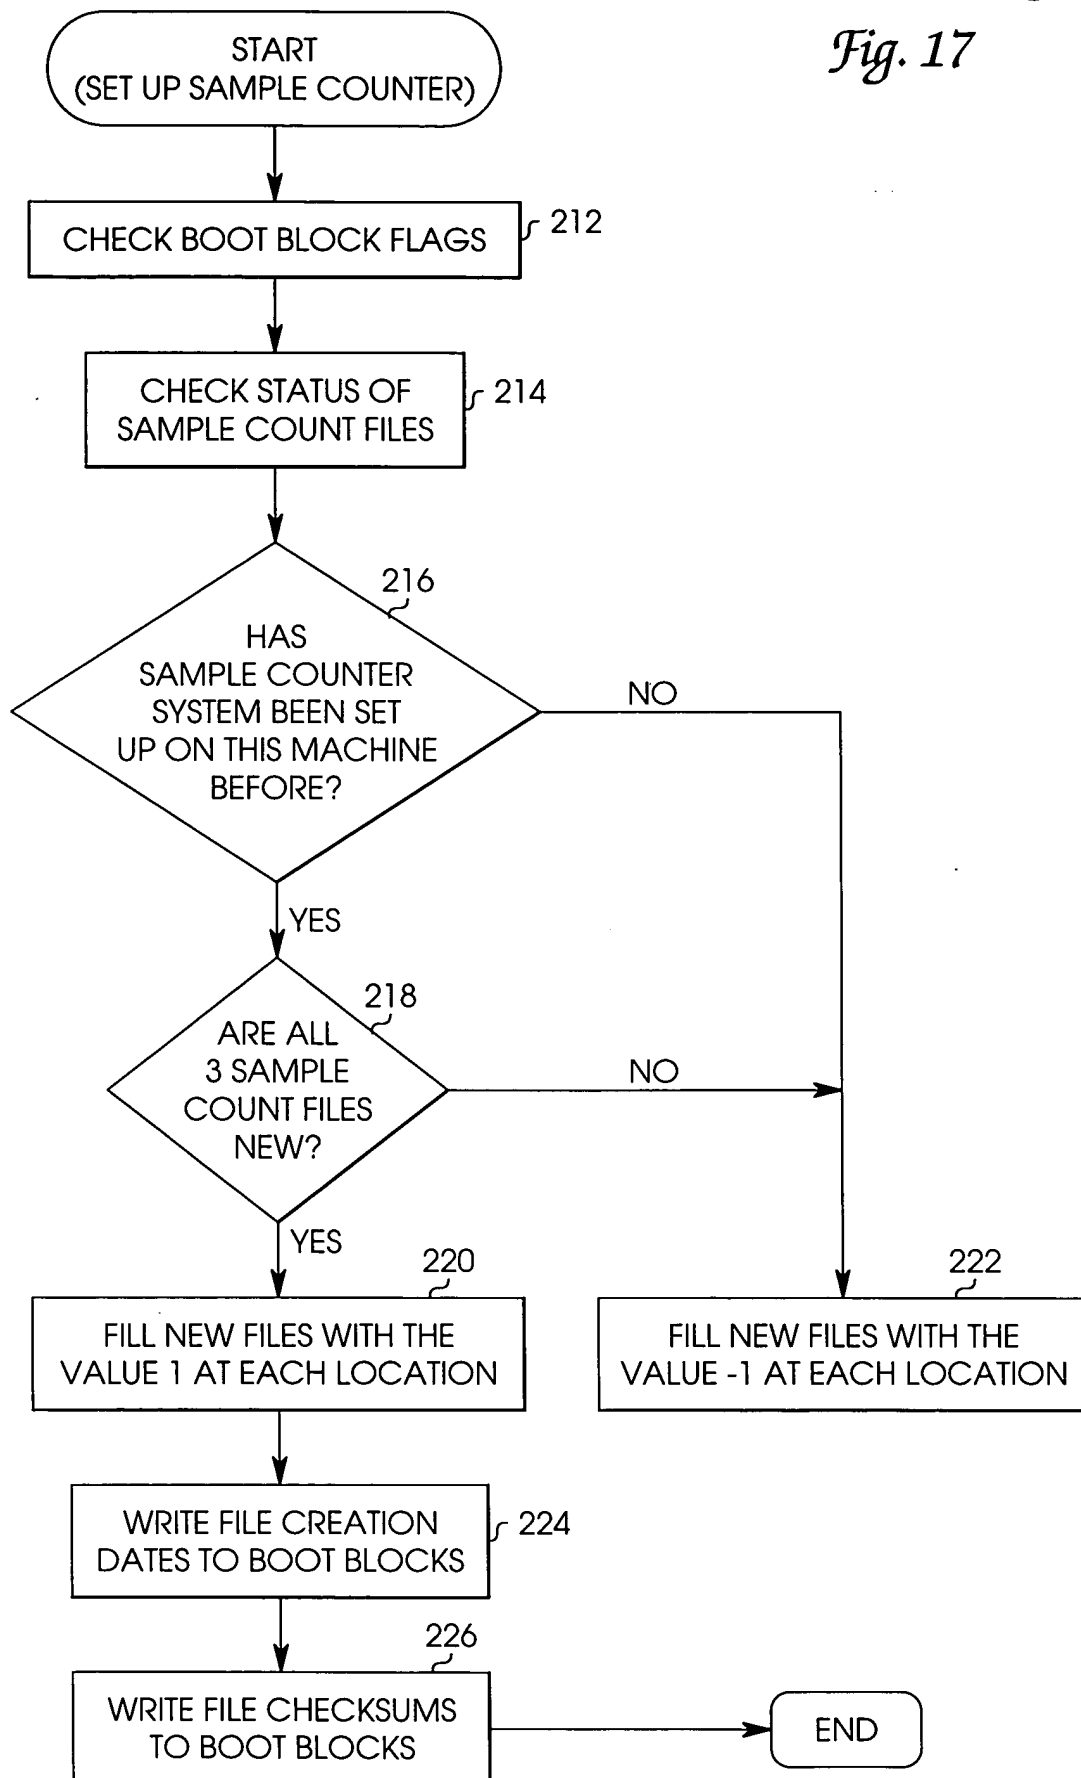 Fig. 17
START
(SET UP SAMPLE COUNTER)
CHECK BOOT BLOCK FLAGS
212
CHECK STATUS OF
SAMPLE COUNT FILES
214
216
HAS
SAMPLE COUNTER
SYSTEM BEEN SET
UP ON THIS MACHINE
BEFORE?
NO
YES
218
ARE ALL
3 SAMPLE
COUNT FILES
NEW?
NO
YES
220
FILL NEW FILES WITH THE
VALUE 1 AT EACH LOCATION
222
FILL NEW FILES WITH THE
VALUE -1 AT EACH LOCATION
WRITE FILE CREATION
DATES TO BOOT BLOCKS
224
226
WRITE FILE CHECKSUMS
TO BOOT BLOCKS
END